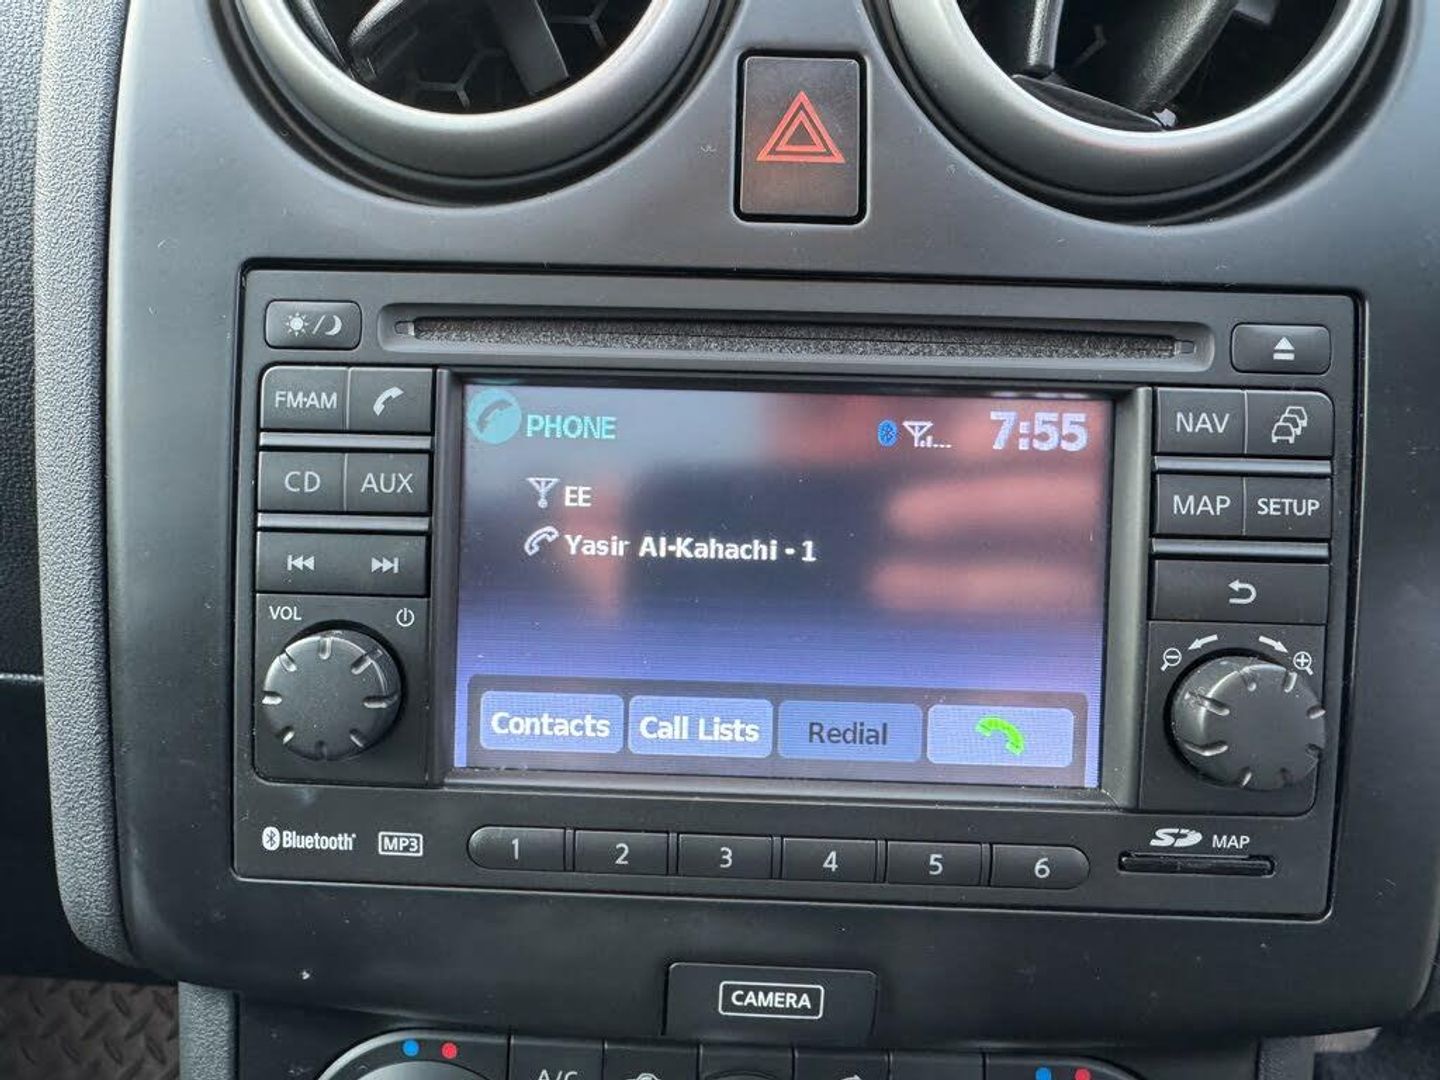 FM·AM
CD AUX
VOL
PHONE
7:55
EE
Yasir Al-Kahachi - 1
Contacts Call Lists Redial
NAV
MAP SETUP
Bluetooth MP3
1 2 3 4 5 6
SD MAP
CAMERA
A/C